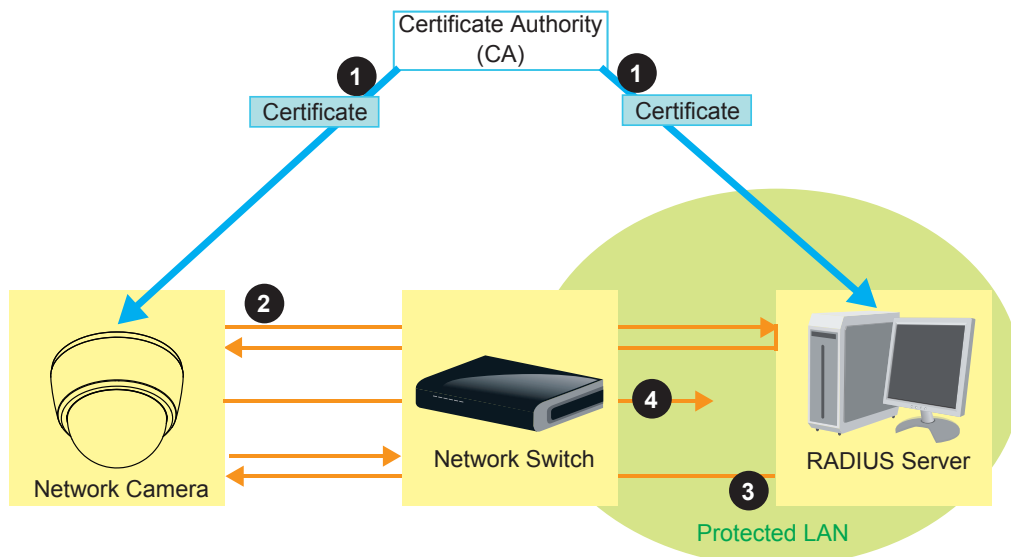 Certificate Authority
(CA)
1
1
Certificate
Certificate
2
4
Network Camera
Network Switch
RADIUS Server
3
Protected LAN